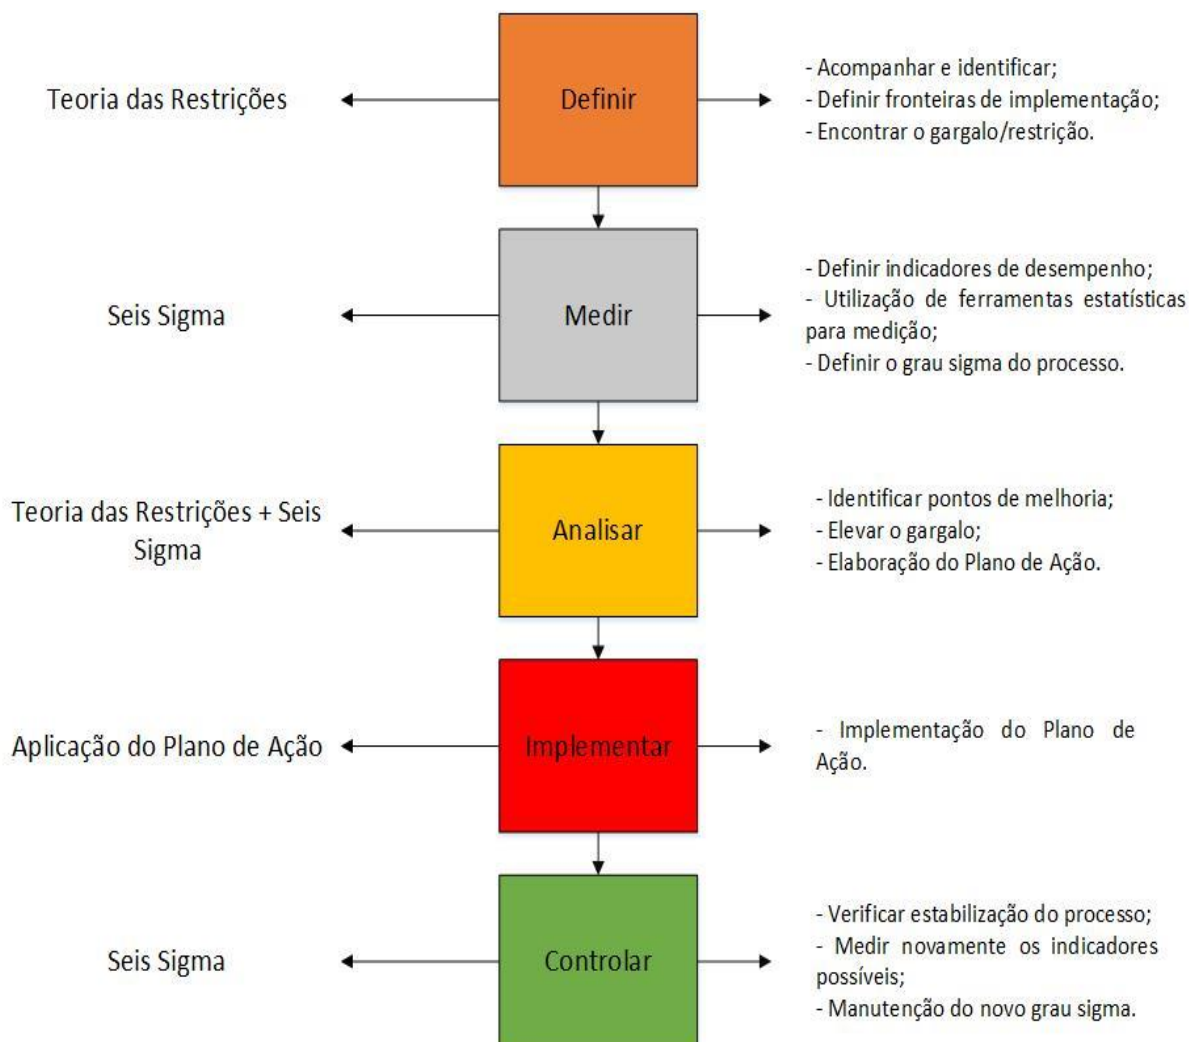 Teoria das Restrições
Definir
- Acompanhar e identificar;
- Definir fronteiras de implementação;
- Encontrar o gargalo/restrição.
Seis Sigma
Medir
- Definir indicadores de desempenho;
- Utilização de ferramentas estatísticas
para medição;
- Definir o grau sigma do processo.
Teoria das Restrições + Seis
Sigma
Analisar
- Identificar pontos de melhoria;
- Elevar o gargalo;
- Elaboração do Plano de Ação.
Aplicação do Plano de Ação
Implementar
- Implementação do Plano de
Ação.
Seis Sigma
Controlar
- Verificar estabilização do processo;
- Medir novamente os indicadores
possíveis;
- Manutenção do novo grau sigma.